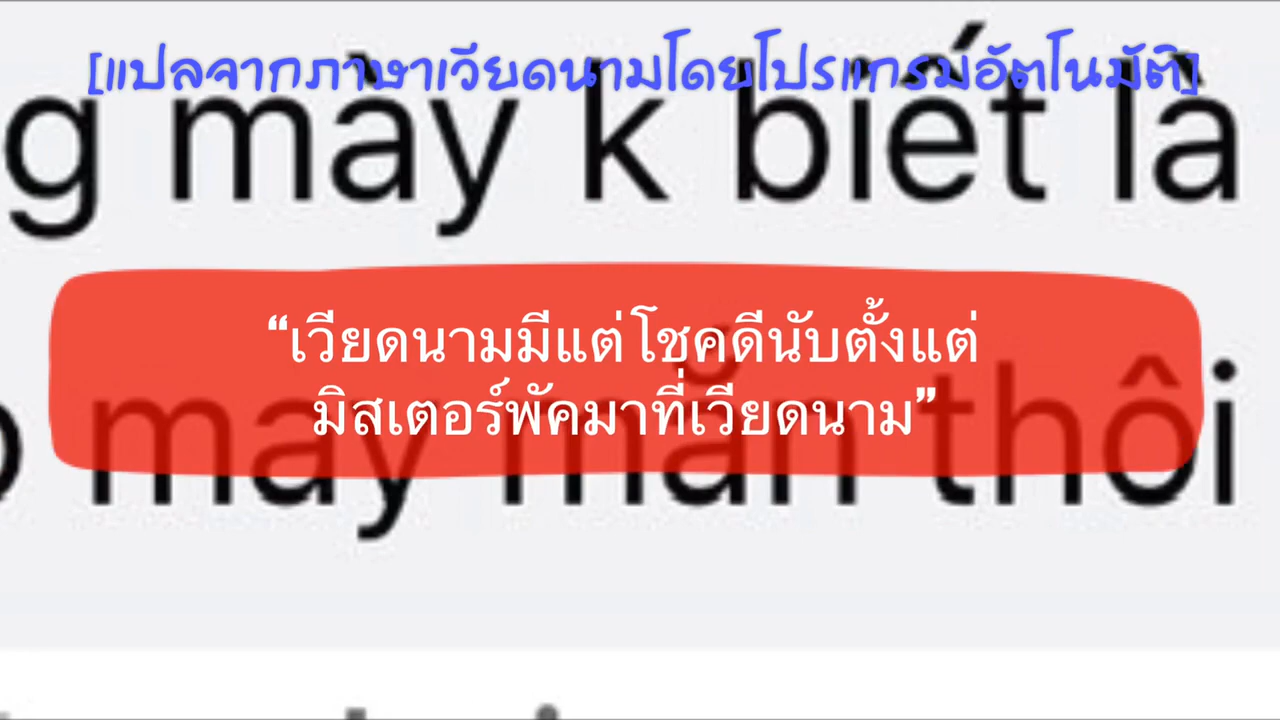 [แปลจากภาษาเวียดนามโดยโปรแกรมอัตโนมัติ]
g mày k biết là
“เวียดนามมีแต่โชคดีนับตั้งแต่
มิสเตอร์พัคมาที่เวียดนาม”
may mắn thôi